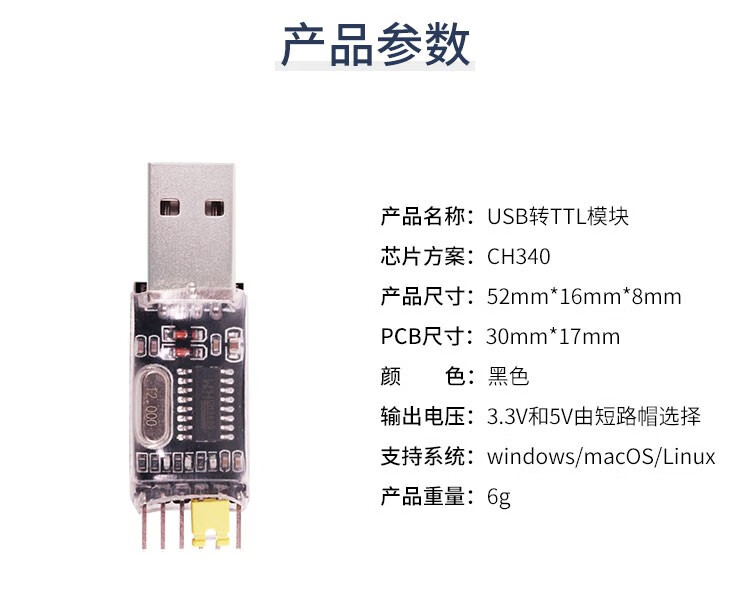 产品参数
产品名称：USB转TTL模块
芯片方案：CH340
产品尺寸：52mm*16mm*8mm
PCB尺寸：30mm*17mm
颜　　色：黑色
输出电压：3.3V和5V由短路帽选择
支持系统：windows/macOS/Linux
产品重量：6g
12.000